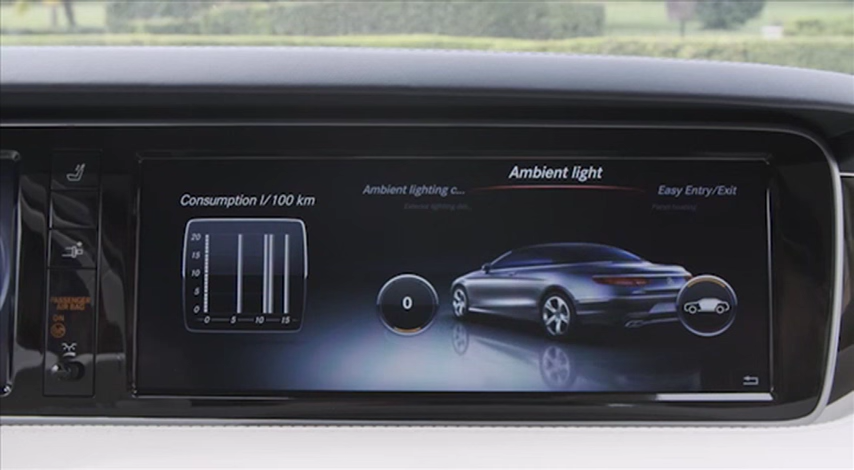 Ambient light
Ambient lighting c...
Easy Entry/Exit
Consumption l/100 km
20
15
10
5
0
0 5 10 15
0
PASSENGER
AIR BAG
ON